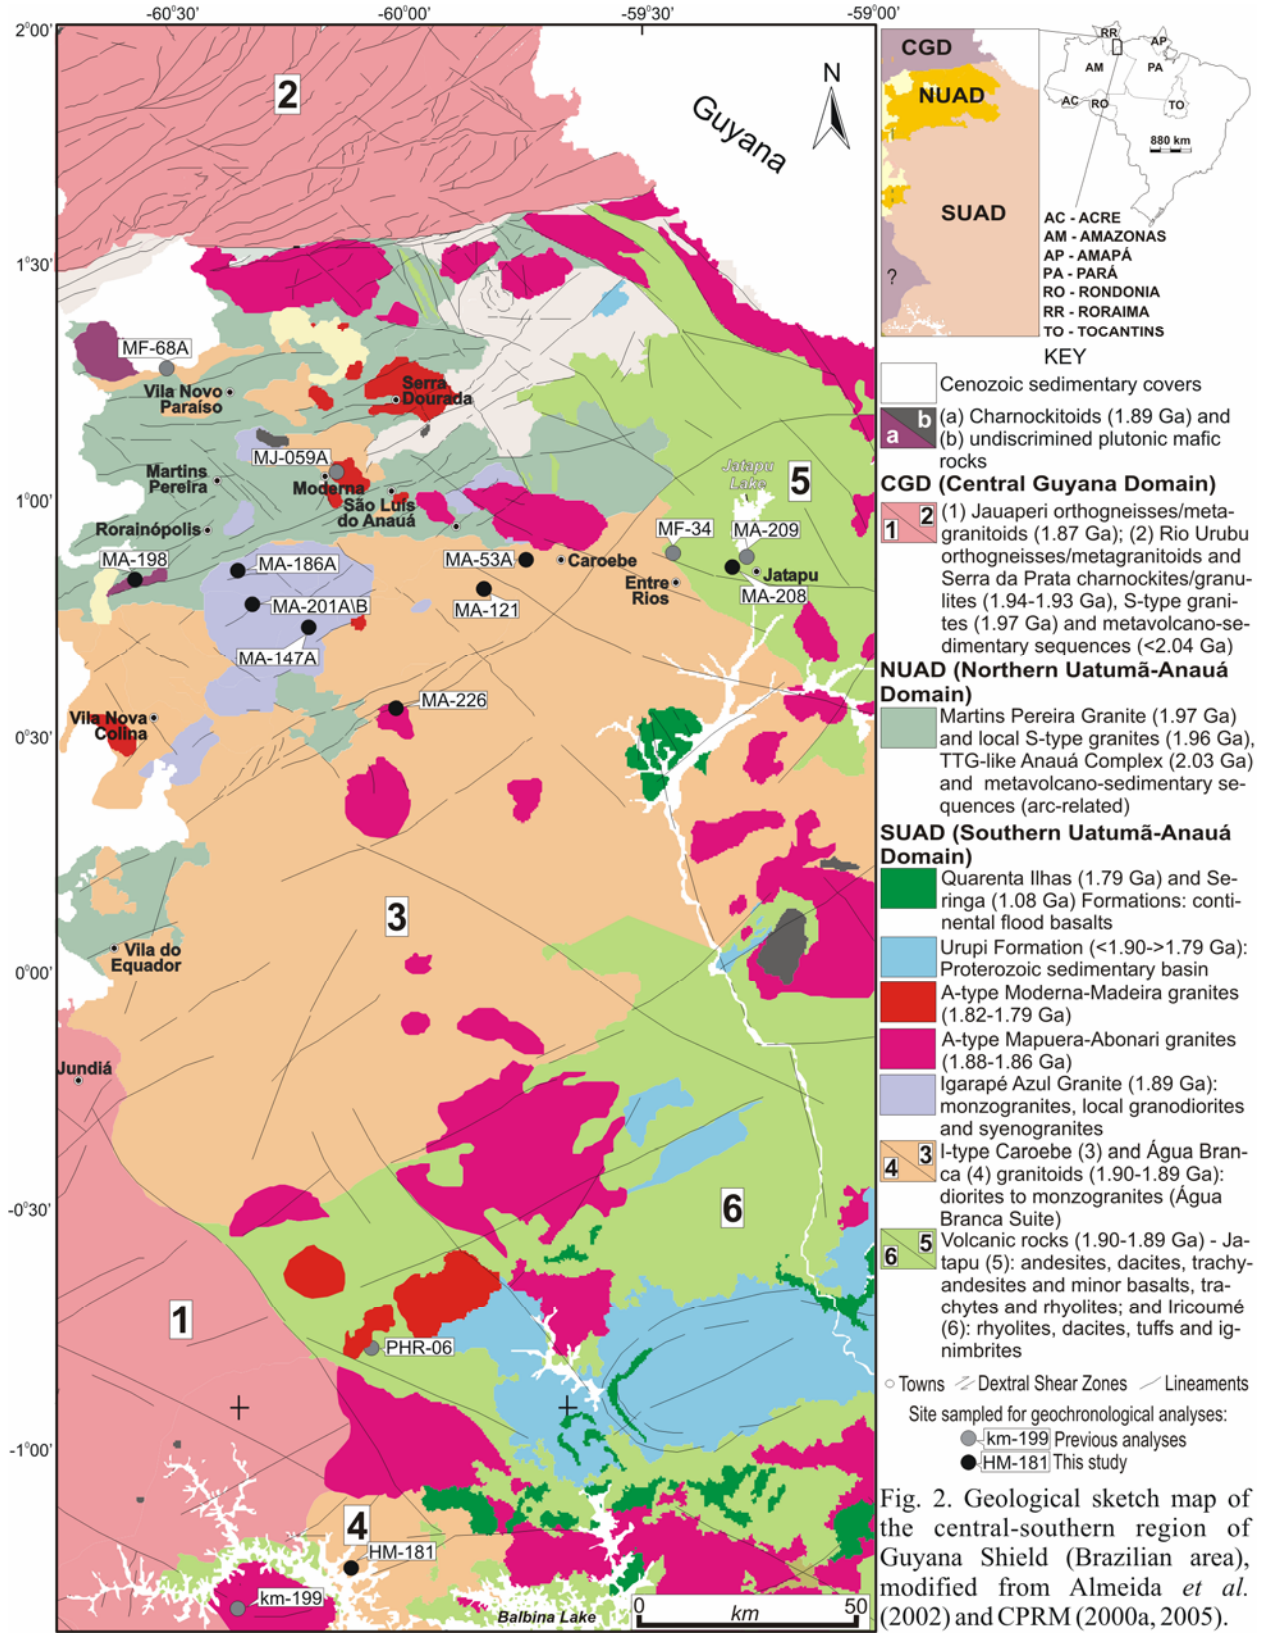 -60°30'
-60°00'
-59°30'
-59°00'
2°00'
1°30'
1°00'
0°30'
0°00'
-0°30'
-1°00'
2
Guyana
N
MF-68A
Vila Novo
Paraíso
Serra
Dourada
MJ-059A
Martins
Pereira
Moderna
São Luís
do Anauá
Rorainópolis
Jatapu
Lake
5
MA-198
MA-186A
MA-201A\B
MA-147A
MA-53A
Caroebe
MA-121
MF-34
MA-209
Entre
Rios
Jatapu
MA-208
MA-226
Vila Nova
Colina
3
Vila do
Equador
Jundiá
6
1
PHR-06
4
HM-181
km-199
Balbina Lake
0
km
50
CGD
NUAD
SUAD
?
RR
AP
AM
PA
AC
RO
TO
880 km
AC - ACRE
AM - AMAZONAS
AP - AMAPÁ
PA - PARÁ
RO - RONDONIA
RR - RORAIMA
TO - TOCANTINS
KEY
Cenozoic sedimentary covers
a
b
(a) Charnockitoids (1.89 Ga) and
(b) undiscrimined plutonic mafic
rocks
CGD (Central Guyana Domain)
1
2
(1) Jauaperi orthogneisses/meta-
granitoids (1.87 Ga); (2) Rio Urubu
orthogneisses/metagranitoids and
Serra da Prata charnockites/granu-
lites (1.94-1.93 Ga), S-type grani-
tes (1.97 Ga) and metavolcano-se-
dimentary sequences (<2.04 Ga)
NUAD (Northern Uatumã-Anauá
Domain)
Martins Pereira Granite (1.97 Ga)
and local S-type granites (1.96 Ga),
TTG-like Anauá Complex (2.03 Ga)
and metavolcano-sedimentary se-
quences (arc-related)
SUAD (Southern Uatumã-Anauá
Domain)
Quarenta Ilhas (1.79 Ga) and Se-
ringa (1.08 Ga) Formations: conti-
nental flood basalts
Urupi Formation (<1.90->1.79 Ga):
Proterozoic sedimentary basin
A-type Moderna-Madeira granites
(1.82-1.79 Ga)
A-type Mapuera-Abonari granites
(1.88-1.86 Ga)
Igarapé Azul Granite (1.89 Ga):
monzogranites, local granodiorites
and syenogranites
4
3
I-type Caroebe (3) and Água Bran-
ca (4) granitoids (1.90-1.89 Ga):
diorites to monzogranites (Água
Branca Suite)
6
5
Volcanic rocks (1.90-1.89 Ga) - Ja-
tapu (5): andesites, dacites, trachy-
andesites and minor basalts, tra-
chytes and rhyolites; and Iricoumé
(6): rhyolites, dacites, tuffs and ig-
nimbrites
Towns
Dextral Shear Zones
Lineaments
Site sampled for geochronological analyses:
km-199 Previous analyses
HM-181 This study
Fig. 2. Geological sketch map of
the central-southern region of
Guyana Shield (Brazilian area),
modified from Almeida et al.
(2002) and CPRM (2000a, 2005).